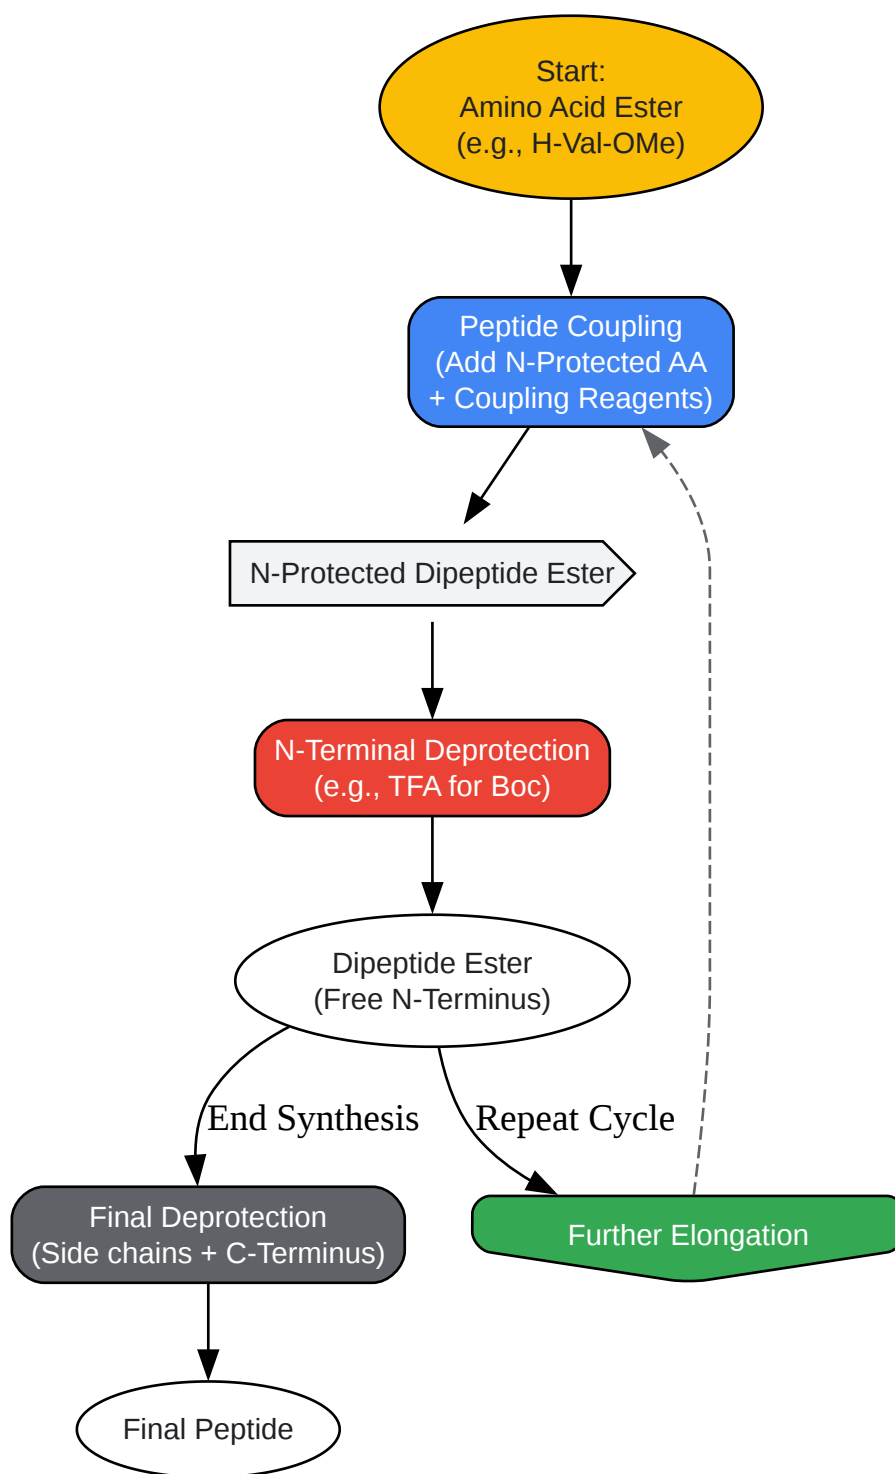 Start:
Amino Acid Ester
(e.g., H-Val-OMe)
Peptide Coupling
(Add N-Protected AA
+ Coupling Reagents)
N-Protected Dipeptide Ester
N-Terminal Deprotection
(e.g., TFA for Boc)
Dipeptide Ester
(Free N-Terminus)
End Synthesis
Repeat Cycle
Final Deprotection
(Side chains + C-Terminus)
Further Elongation
Final Peptide